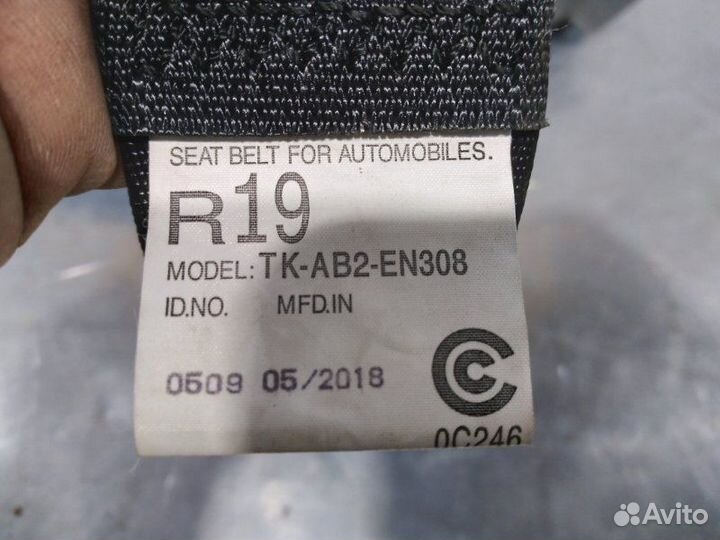 SEAT BELT FOR AUTOMOBILES.
R19
MODEL: TK-AB2-EN308
ID.NO. MFD.IN
0509 05/2018
0C246
Avito